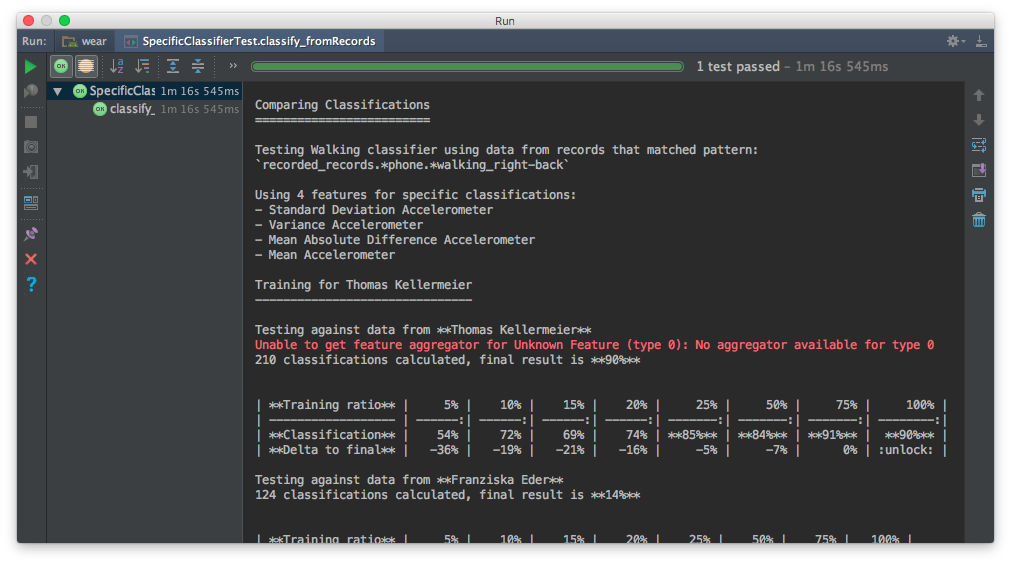 Run
Run: wear SpecificClassifierTest.classify_fromRecords
1 test passed – 1m 16s 545ms
SpecificClas 1m 16s 545ms
classify_ 1m 16s 545ms
Comparing Classifications
=========================
Testing Walking classifier using data from records that matched pattern:
`recorded_records.*phone.*walking_right-back`
Using 4 features for specific classifications:
- Standard Deviation Accelerometer
- Variance Accelerometer
- Mean Absolute Difference Accelerometer
- Mean Accelerometer
Training for Thomas Kellermeier
-------------------------------
Testing against data from **Thomas Kellermeier**
Unable to get feature aggregator for Unknown Feature (type 0): No aggregator available for type 0
210 classifications calculated, final result is **90%**
| **Training ratio** |    5% |   10% |   15% |   20% |    25% |    50% |    75% |    100% |
| ------------------ | ------:| ------:| ------:| ------:| -------:| -------:| -------:| --------:|
| **Classification** |   54% |   72% |   69% |   74% | **85%** | **84%** | **91%** |  **90%** |
| **Delta to final** |  -36% |  -19% |  -21% |  -16% |    -5% |    -7% |     0% | :unlock: |
Testing against data from **Franziska Eder**
124 classifications calculated, final result is **14%**
| **Training ratio** |    5% |   10% |   15% |   20% |   25% |   50% |   75% |   100% |